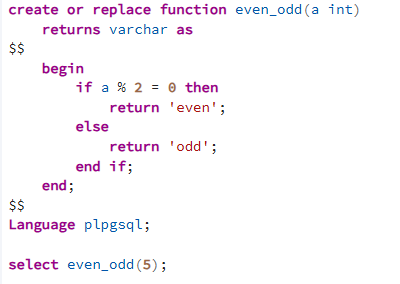 create or replace function even_odd(a int)
    returns varchar as
$$
    begin
        if a % 2 = 0 then
            return 'even';
        else
            return 'odd';
        end if;
    end;
$$
Language plpgsql;

select even_odd(5);